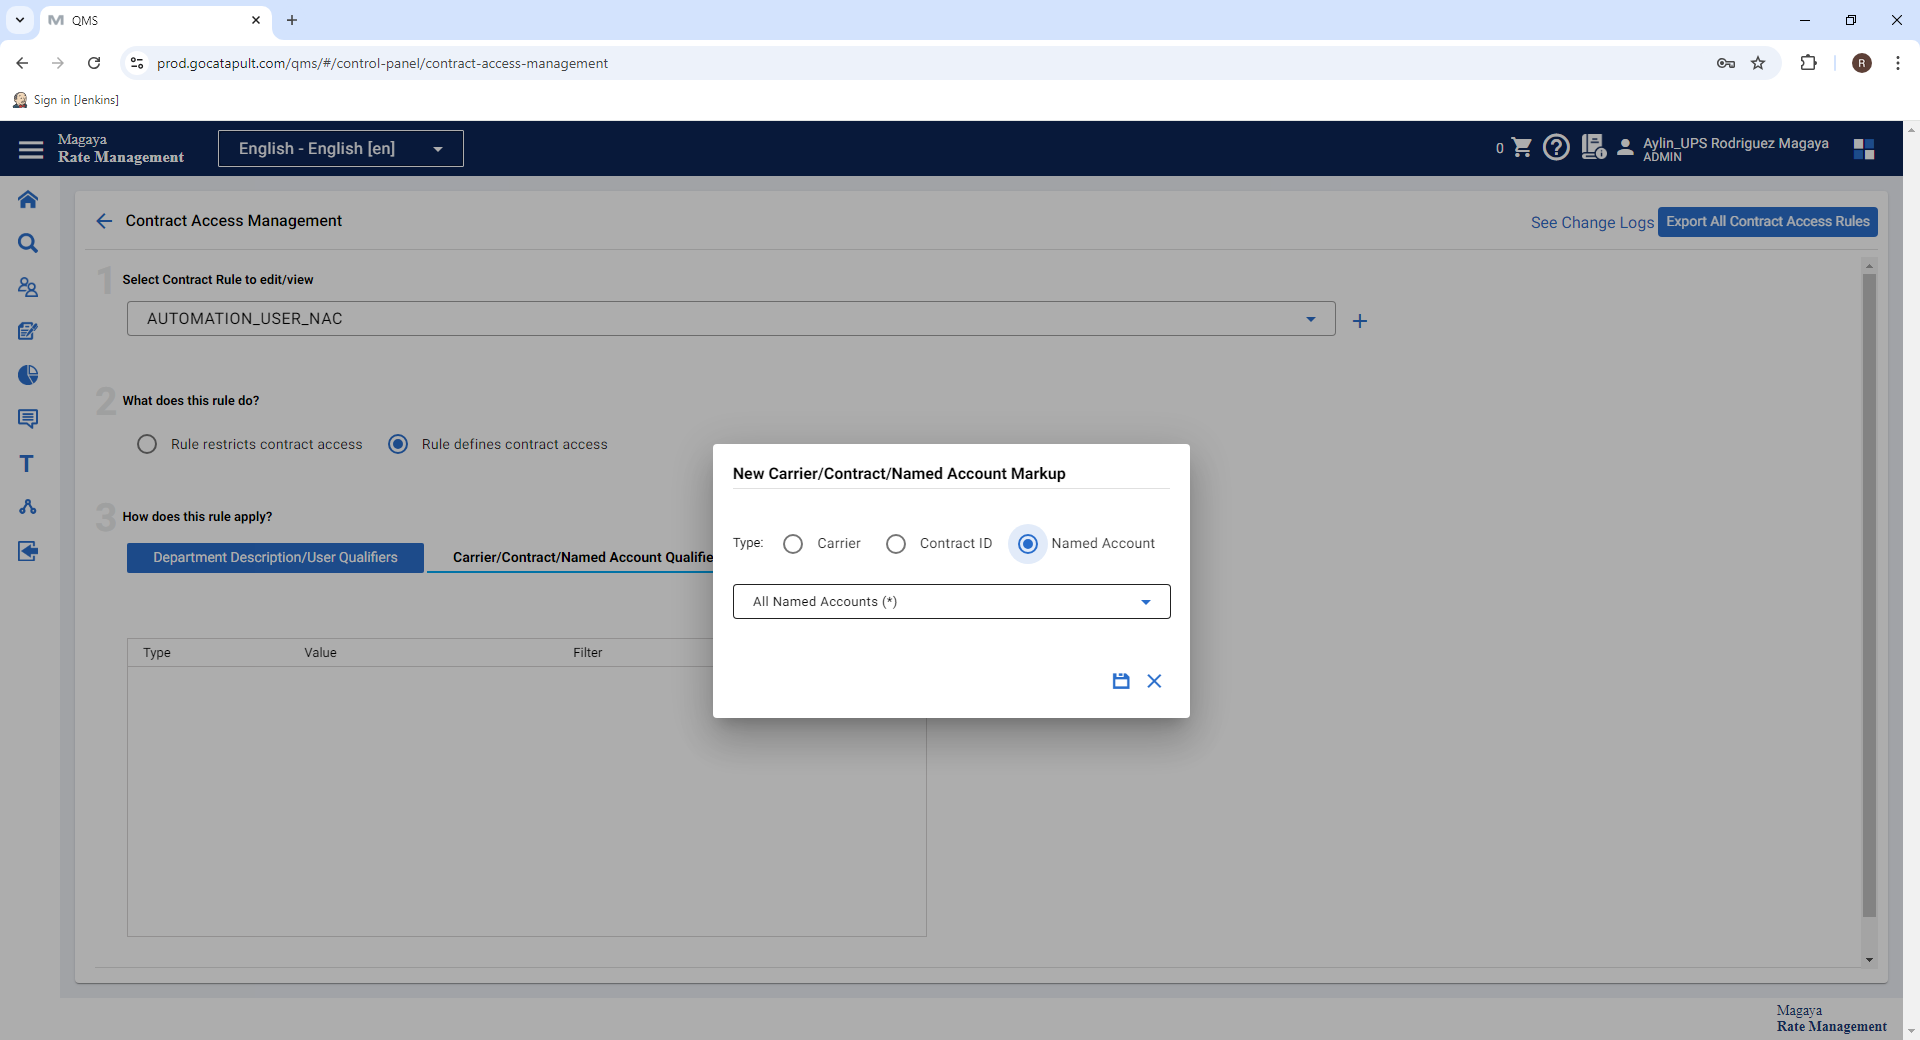 QMS
prod.gocatapult.com/qms/#/control-panel/contract-access-management
R
Sign in [Jenkins]
Magaya
Rate Management
English - English [en]
0
Aylin_UPS Rodriguez Magaya
ADMIN
Contract Access Management
See Change Logs
Export All Contract Access Rules
1
Select Contract Rule to edit/view
AUTOMATION_USER_NAC
2
What does this rule do?
Rule restricts contract access
Rule defines contract access
3
How does this rule apply?
Department Description/User Qualifiers
Carrier/Contract/Named Account Qualifie
Type
Value
Filter
New Carrier/Contract/Named Account Markup
Type:
Carrier
Contract ID
Named Account
All Named Accounts (*)
Magaya
Rate Management